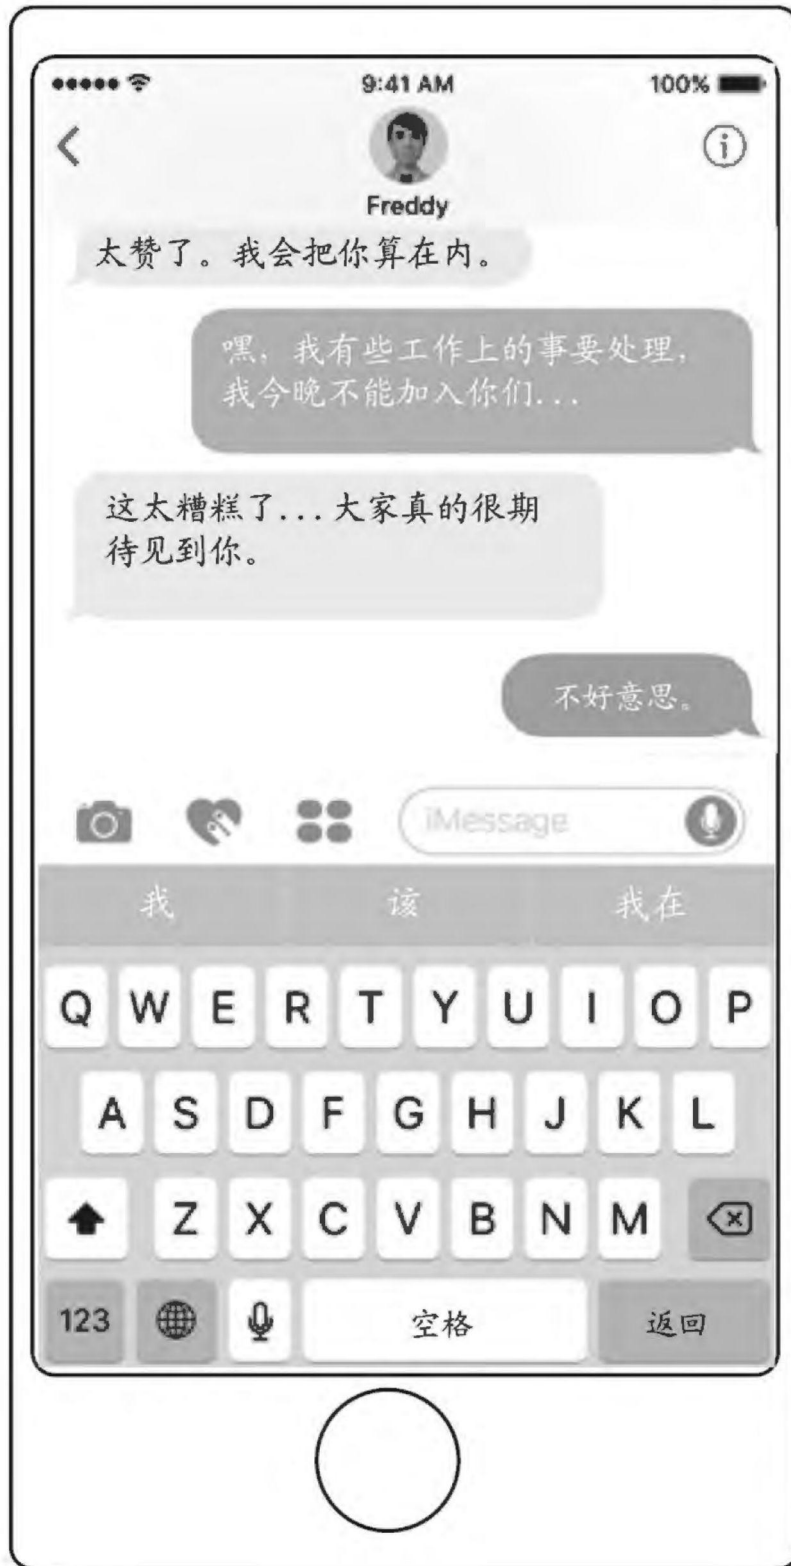 9:41 AM
100%
Freddy
太赞了。我会把你算在内。
嘿，我有些工作上的事要处理，
我今晚不能加入你们...
这太糟糕了...大家真的很期
待见到你。
不好意思。
iMessage
我 该 我在
Q W E R T Y U I O P
A S D F G H J K L
Z X C V B N M
123 空格 返回